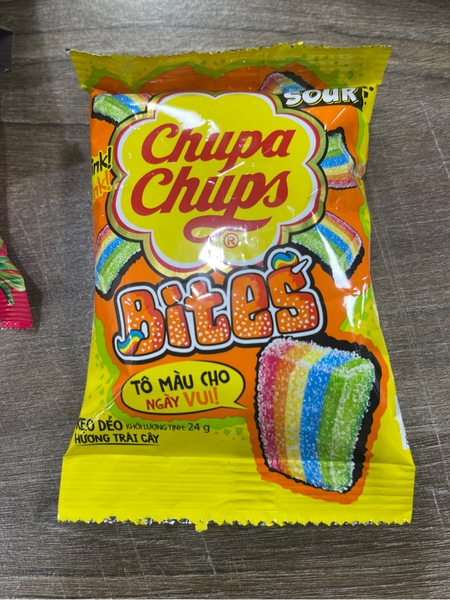 SOUR
Chupa
Chups
®
Bites
TÔ MÀU CHO
NGÀY VUI!
KẸO DẺO KHỐI LƯỢNG TỊNH: 24 g
HƯƠNG TRÁI CÂY